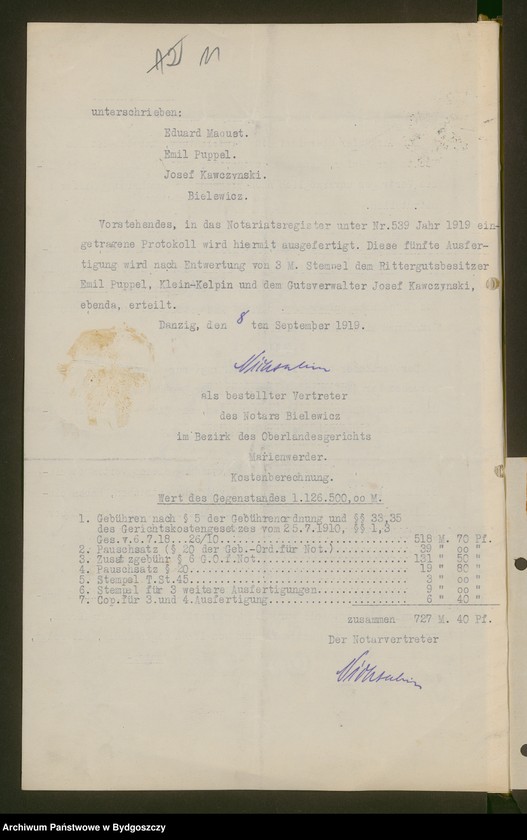 unterschrieben:
Eduard Macuet.
Emil Puppel.
Josef Kawczynski.
Bielewicz.
Vorstehendes, in das Notariatsregister unter Nr.539 Jahr 1919 ein-
getragene Protokoll wird hiermit ausgefertigt. Diese fünfte Ausfer-
tigung wird nach Entwertung von 3 M. Stempel dem Rittergutsbesitzer
Emil Puppel, Klein-Kelpin und dem Gutsverwalter Josef Kawczynski,
ebenda, erteilt.
Danzig, den 8 ten September 1919.
als bestellter Vertreter
des Notars Bielewicz
im Bezirk des Oberlandesgerichts
Marienwerder.
Kostenberechnung.
Wert des Gegenstandes 1.126.500,oo M.
1. Gebühren nach § 5 der Gebührenordnung und §§ 33,35
des Gerichtskostengesetzes vom 25.7.1910, §§ 1,3
Ges.v.6.7.18...26/10........................ 518 M. 70 Pf.
2. Pauschsatz (§ 20 der Geb.-Ord.für Not.)........... 39 " oo "
3. Zusatzgebühr § 6 G.O.f.Not........................ 131 " 50 "
4. Pauschsatz § 20................................... 19 " 80 "
5. Stempel T.St.45................................... 3 " oo "
6. Stempel für 3 weitere Ausfertigungen.............. 9 " oo "
7. Cop.für 3.und 4.Ausfertigung...................... 6 " 40 "
zusammen 727 M. 40 Pf.
Der Notarvertreter
Archiwum Państwowe w Bydgoszczy